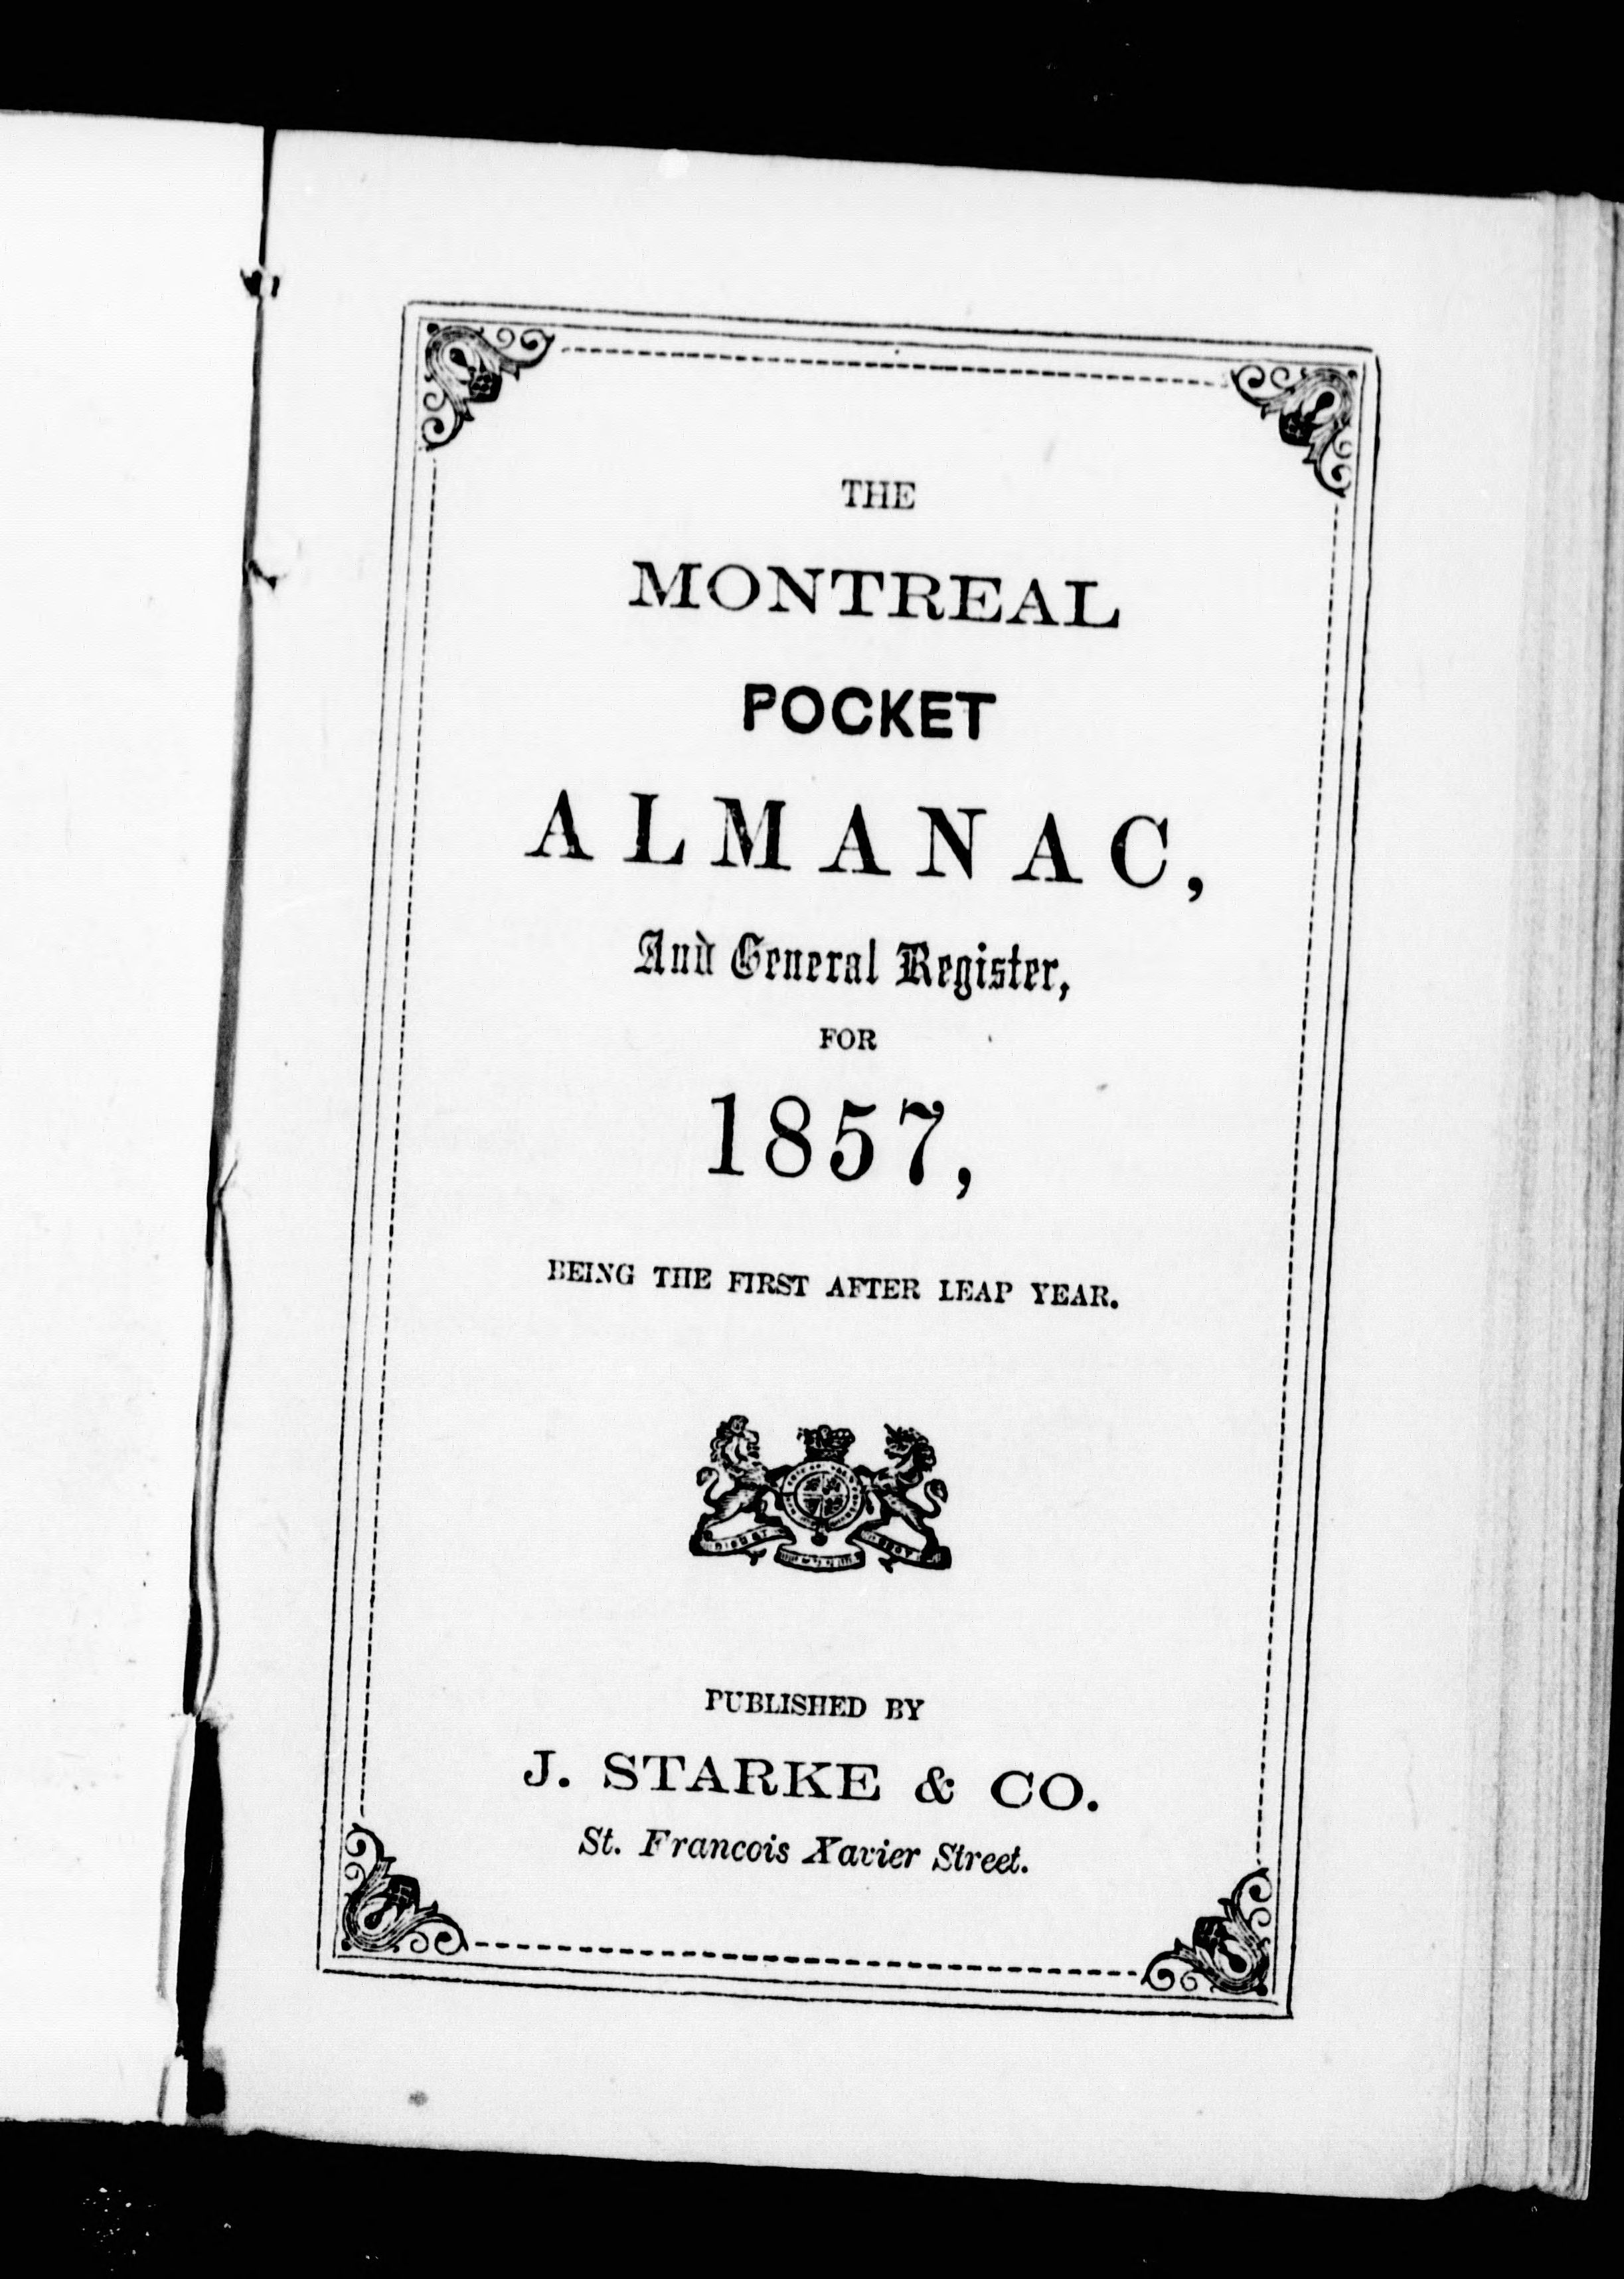 THE
MONTREAL
POCKET
ALMANAC,
And General Register,
FOR
1857,
BEING THE FIRST AFTER LEAP YEAR.
PUBLISHED BY
J. STARKE & CO.
St. Francois Xavier Street.